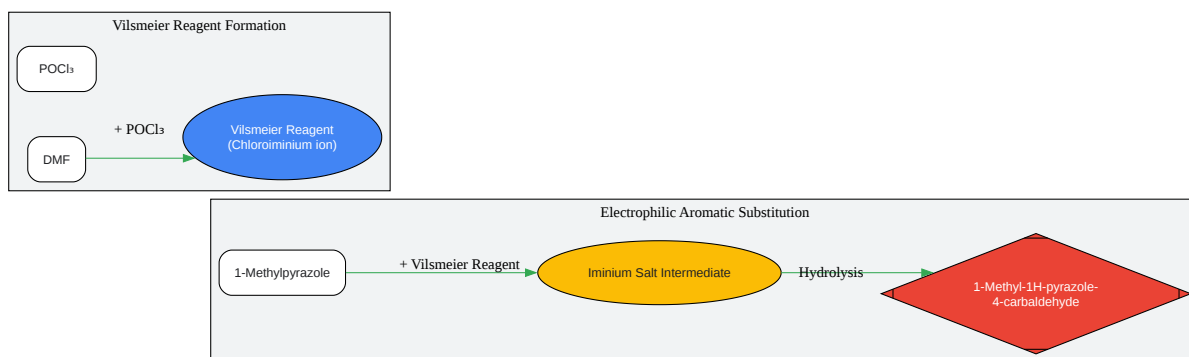 Vilsmeier Reagent Formation
POCl₃
+ POCl₃
DMF
Vilsmeier Reagent
(Chloroiminium ion)
Electrophilic Aromatic Substitution
1-Methylpyrazole
+ Vilsmeier Reagent
Iminium Salt Intermediate
Hydrolysis
1-Methyl-1H-pyrazole-
4-carbaldehyde